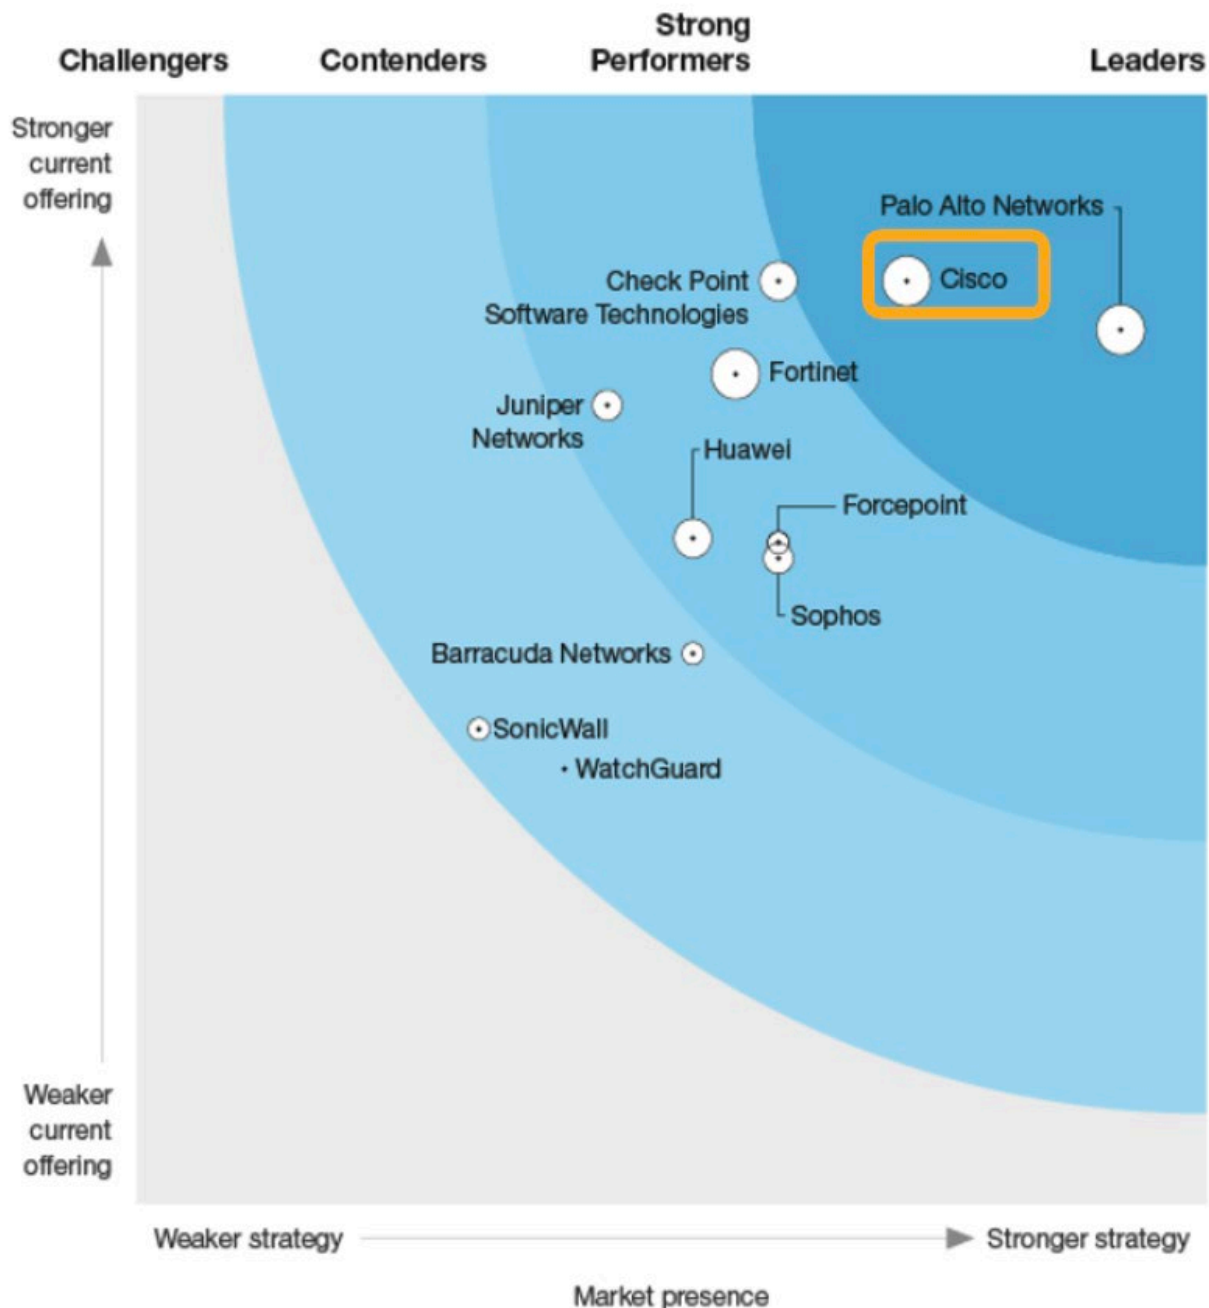 Strong
Challengers Contenders Performers Leaders
Stronger
current
offering
Palo Alto Networks
Check Point
Software Technologies
Cisco
Fortinet
Juniper
Networks
Huawei
Forcepoint
Sophos
Barracuda Networks
SonicWall
WatchGuard
Weaker
current
offering
Weaker strategy Stronger strategy
Market presence